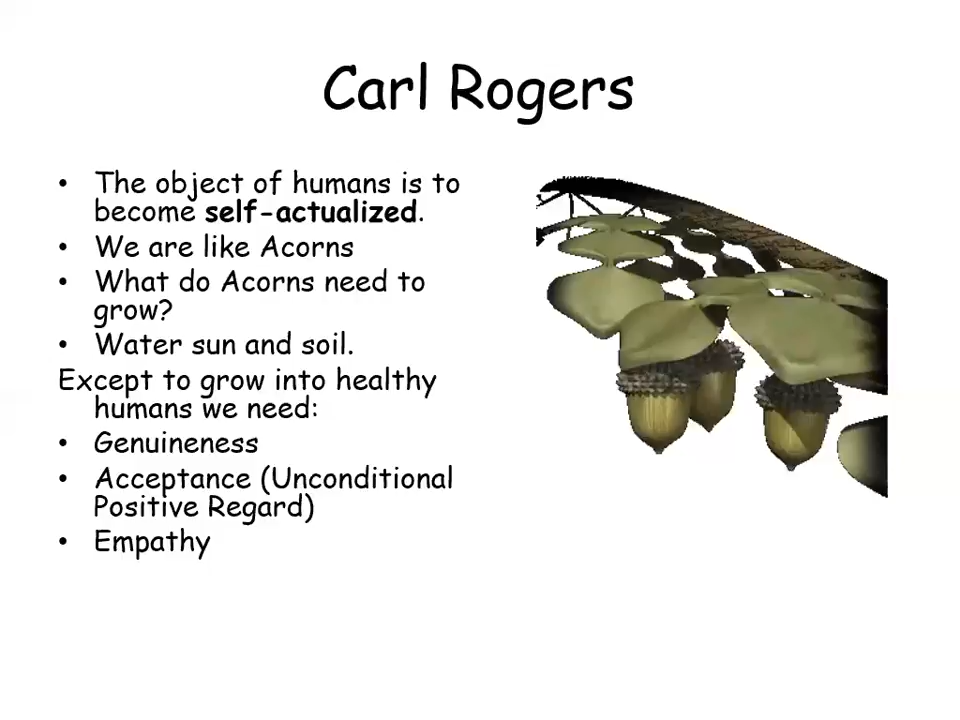 Carl Rogers
• The object of humans is to
become self-actualized.
• We are like Acorns
• What do Acorns need to
grow?
• Water sun and soil.
Except to grow into healthy
humans we need:
• Genuineness
• Acceptance (Unconditional
Positive Regard)
• Empathy